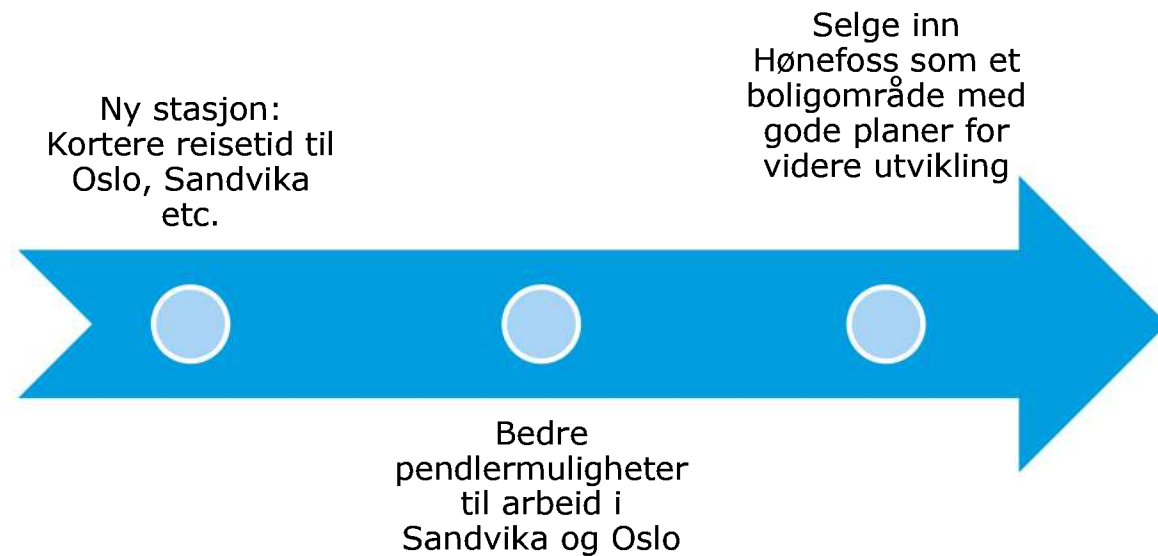 Ny stasjon:
Kortere reisetid til
Oslo, Sandvika
etc.
Bedre
pendlermuligheter
til arbeid i
Sandvika og Oslo
Selge inn
Hønefoss som et
boligområde med
gode planer for
videre utvikling